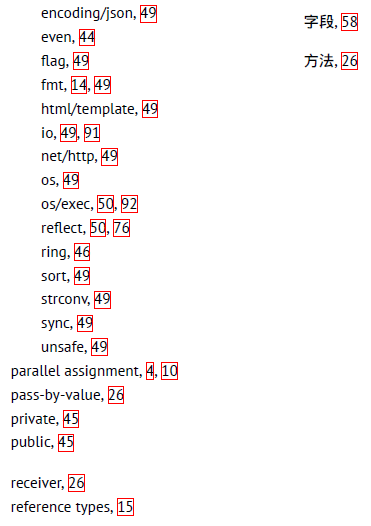 encoding/json, 49
even, 44
flag, 49
fmt, 14, 49
html/template, 49
io, 49, 91
net/http, 49
os, 49
os/exec, 50, 92
reflect, 50, 76
ring, 46
sort, 49
strconv, 49
sync, 49
unsafe, 49
parallel assignment, 4, 10
pass-by-value, 26
private, 45
public, 45
receiver, 26
reference types, 15
字段, 58
方法, 26